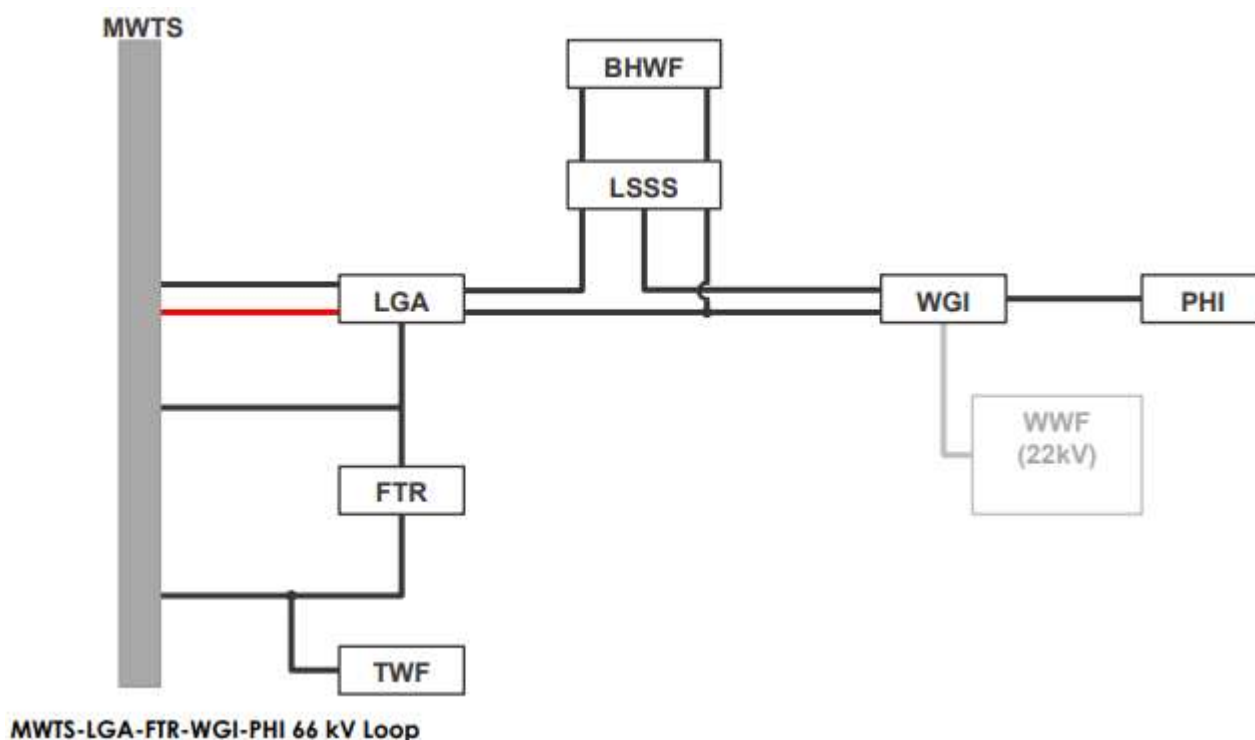 MWTS
BHWF
LSSS
LGA
WGI
PHI
WWF
(22kV)
FTR
TWF
MWTS-LGA-FTR-WGI-PHI 66 kV Loop